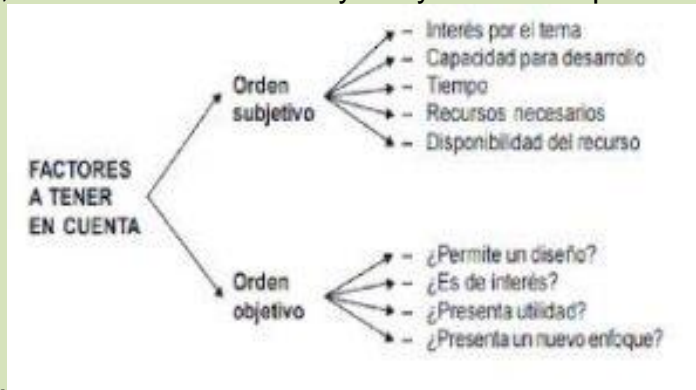 FACTORES
A TENER
EN CUENTA
Orden
subjetivo
- Interés por el tema
- Capacidad para desarrollo
- Tiempo
- Recursos necesarios
- Disponibilidad del recurso
Orden
objetivo
- ¿Permite un diseño?
- ¿Es de interés?
- ¿Presenta utilidad?
- ¿Presenta un nuevo enfoque?